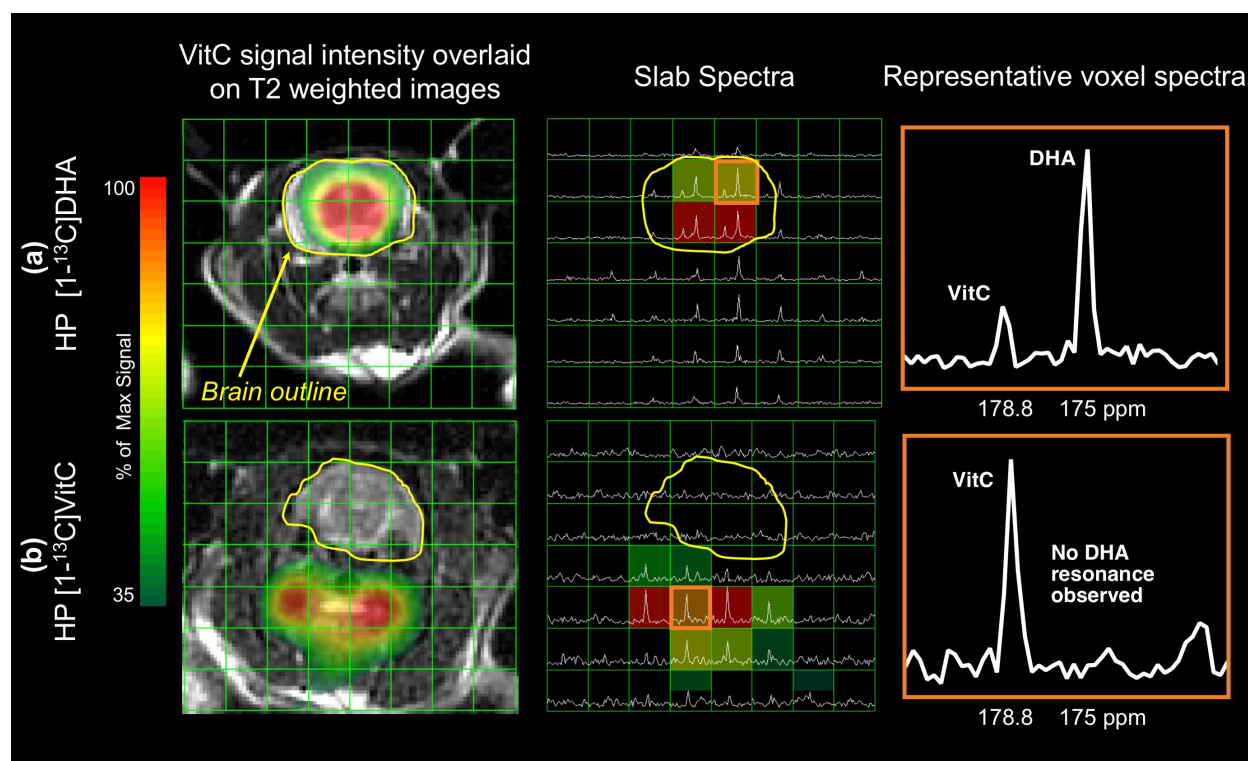 VitC signal intensity overlaid
on T2 weighted images
Slab Spectra
Representative voxel spectra
(a)
HP [1-¹³C]DHA
100
% of Max Signal
35
Brain outline
DHA
VitC
178.8 175 ppm
(b)
HP [1-¹³C]VitC
VitC
No DHA
resonance
observed
178.8 175 ppm